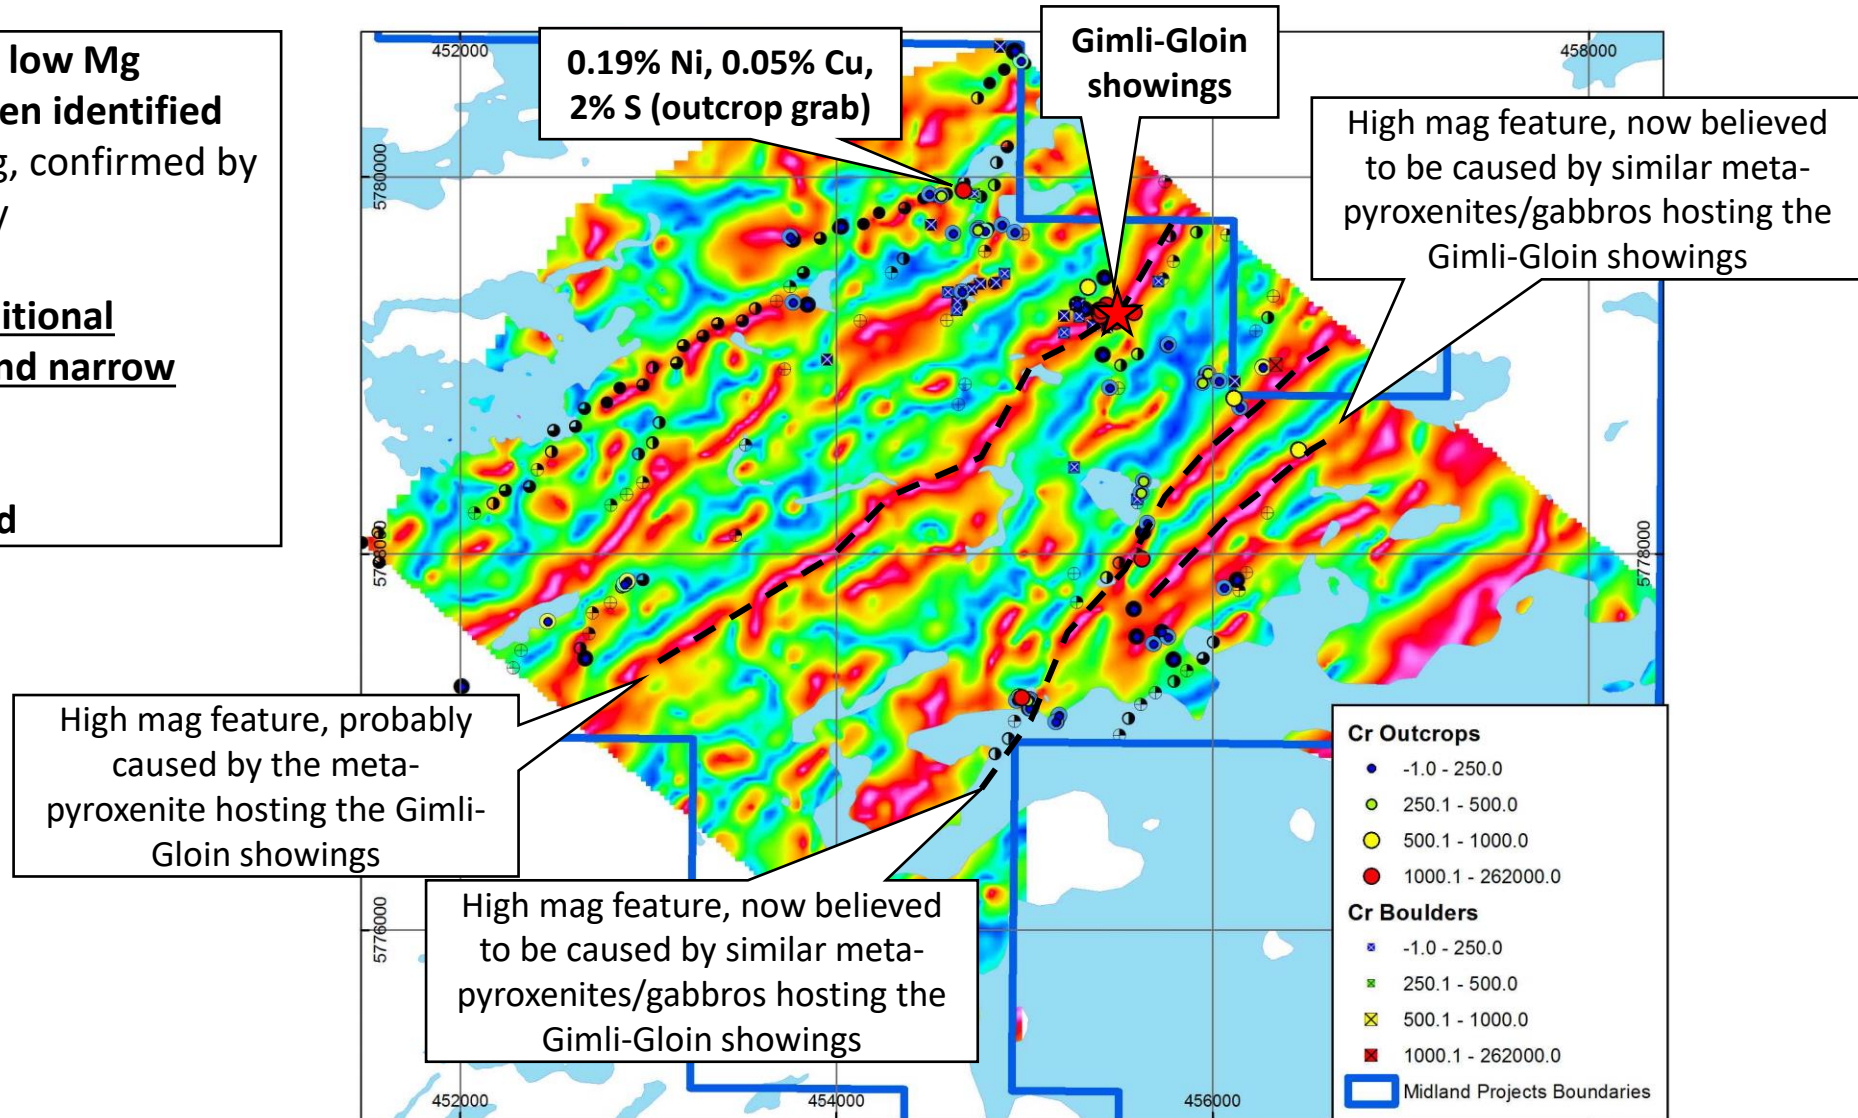 low Mg
en identified
g, confirmed by
y
itional
nd narrow
d
452000
458000
0.19% Ni, 0.05% Cu,
2% S (outcrop grab)
Gimli-Gloin
showings
High mag feature, now believed
to be caused by similar meta-
pyroxenites/gabbros hosting the
Gimli-Gloin showings
5780000
5778000
5778000
High mag feature, probably
caused by the meta-
pyroxenite hosting the Gimli-
Gloin showings
High mag feature, now believed
to be caused by similar meta-
pyroxenites/gabbros hosting the
Gimli-Gloin showings
5776000
Cr Outcrops
-1.0 - 250.0
250.1 - 500.0
500.1 - 1000.0
1000.1 - 262000.0
Cr Boulders
-1.0 - 250.0
250.1 - 500.0
500.1 - 1000.0
1000.1 - 262000.0
Midland Projects Boundaries
452000
454000
456000